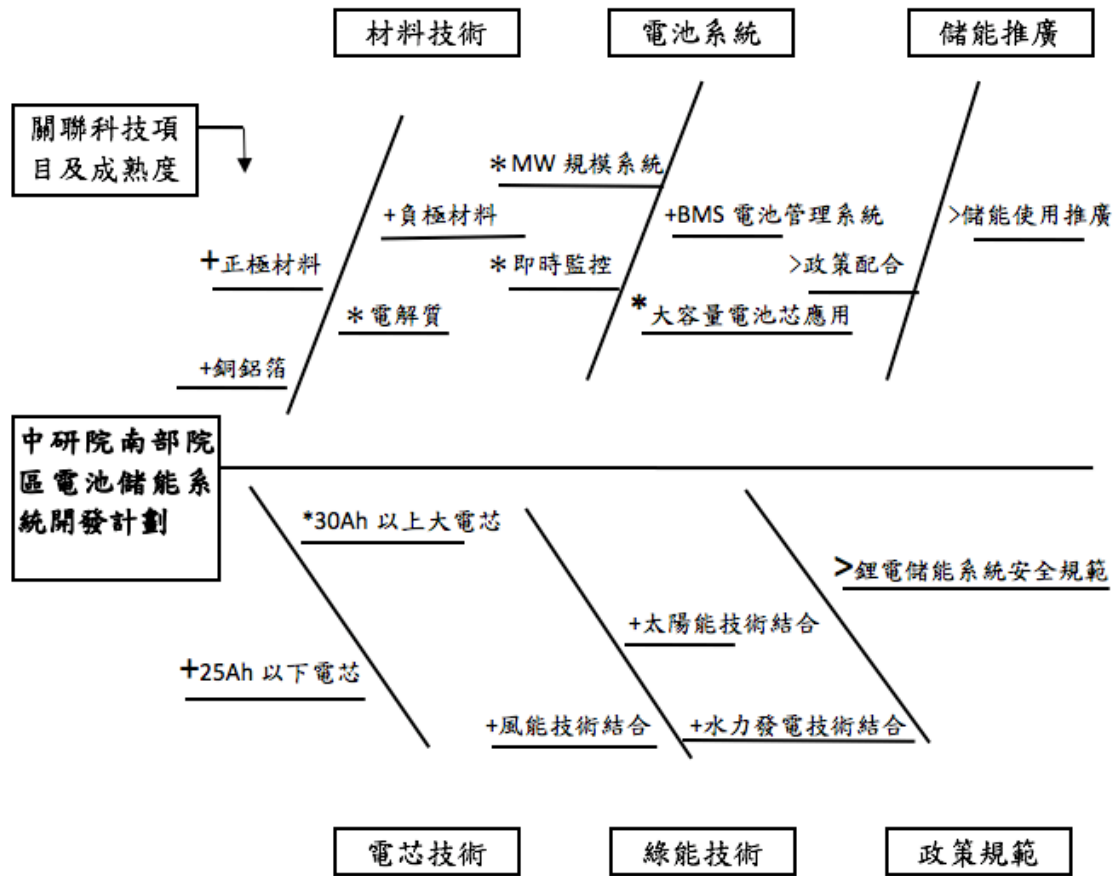 材料技術
電池系統
儲能推廣
關聯科技項
目及成熟度
*MW 規模系統
+負極材料
+BMS 電池管理系統
>儲能使用推廣
+正極材料
*即時監控
>政策配合
*電解質
*大容量電池芯應用
+銅鋁箔
中研院南部院
區電池儲能系
統開發計劃
*30Ah 以上大電芯
>鋰電儲能系統安全規範
+太陽能技術結合
+25Ah 以下電芯
+風能技術結合
+水力發電技術結合
電芯技術
綠能技術
政策規範